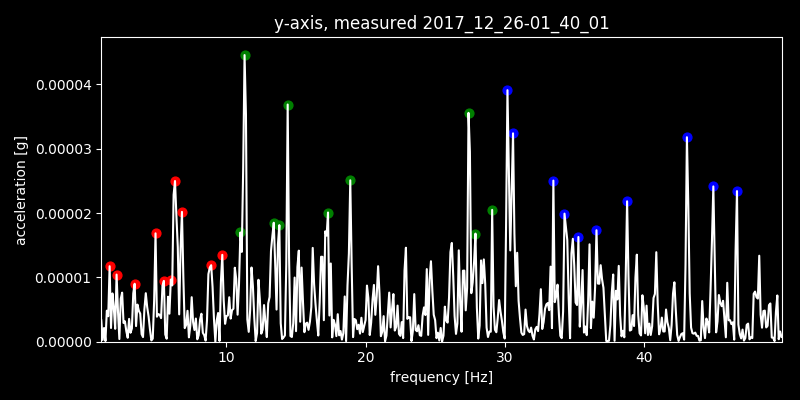 y-axis, measured 2017_12_26-01_40_01
0.00004
0.00003
0.00002
0.00001
0.00000
acceleration [g]
10 20 30 40
frequency [Hz]